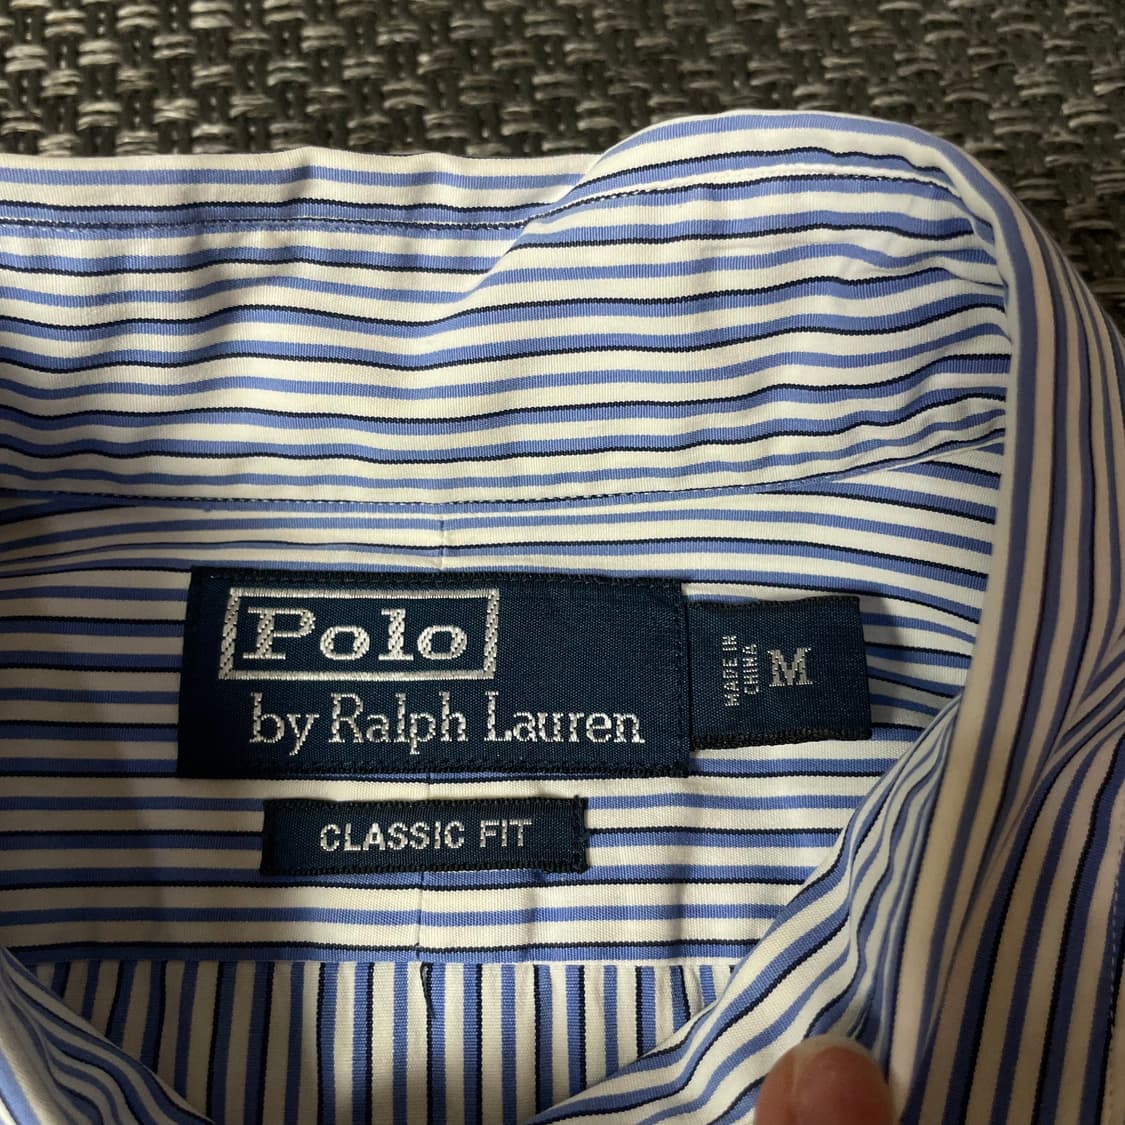 Polo
by Ralph Lauren
MADE IN
CHINA
M
CLASSIC FIT